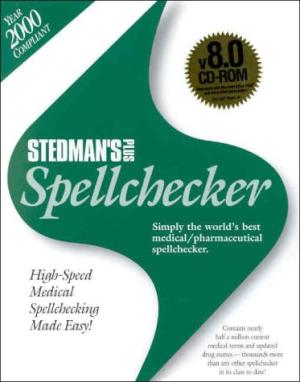 YEAR
2000
COMPLIANT
v8.0
CD-ROM
STEDMAN'S PLUS
Spellchecker
Simply the world's best
medical/pharmaceutical
spellchecker.
High-Speed
Medical
Spellchecking
Made Easy!
Contains nearly
half a million current
medical terms and updated
drug names — thousands more
than any other spellchecker
in its class to date!